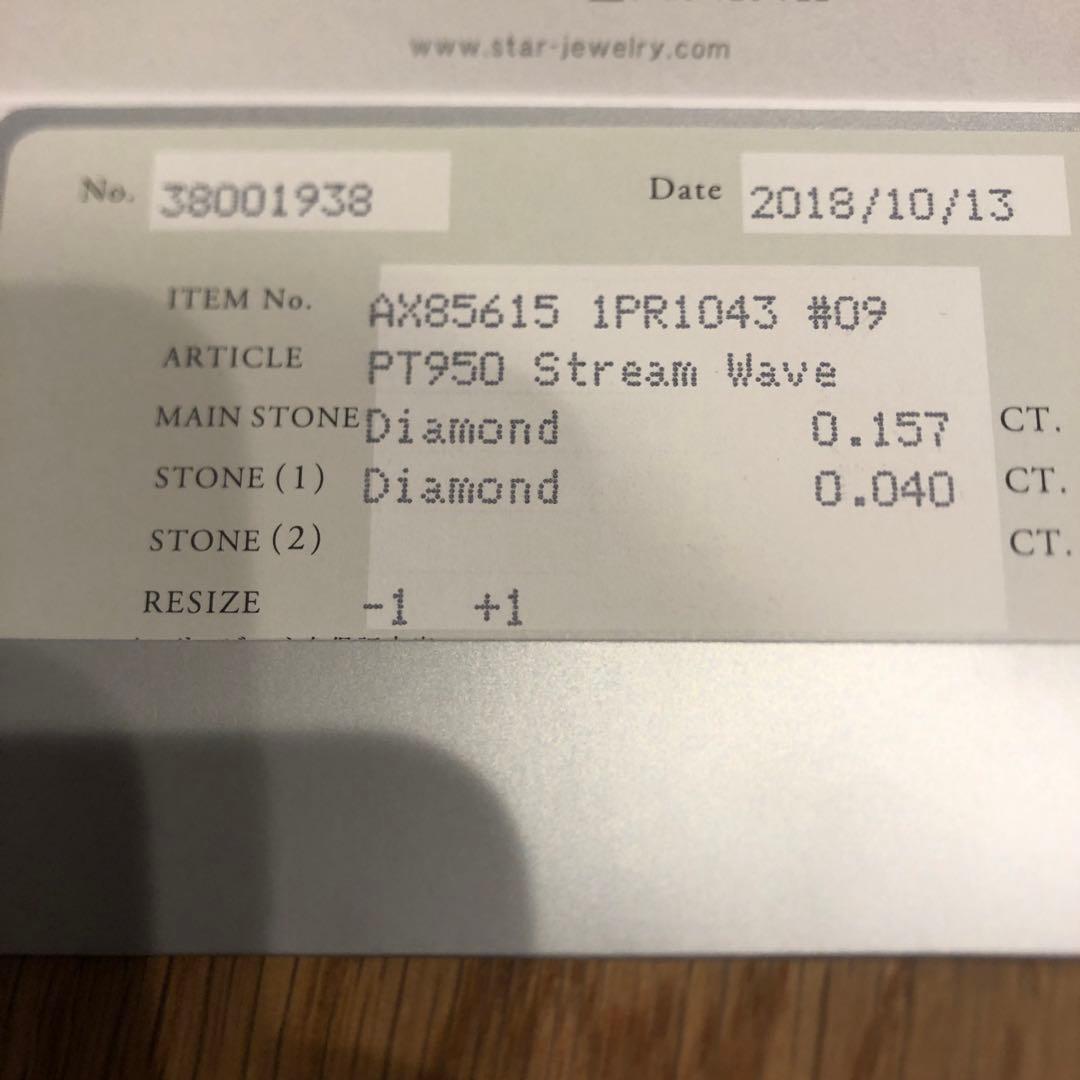 www.star-jewelry.com
No. 38001938 Date 2018/10/13
ITEM No. AX85615 1PR1043 #09
ARTICLE PT950 Stream Wave
MAIN STONE Diamond 0.157 CT.
STONE (1) Diamond 0.040 CT.
STONE (2) CT.
RESIZE -1 +1